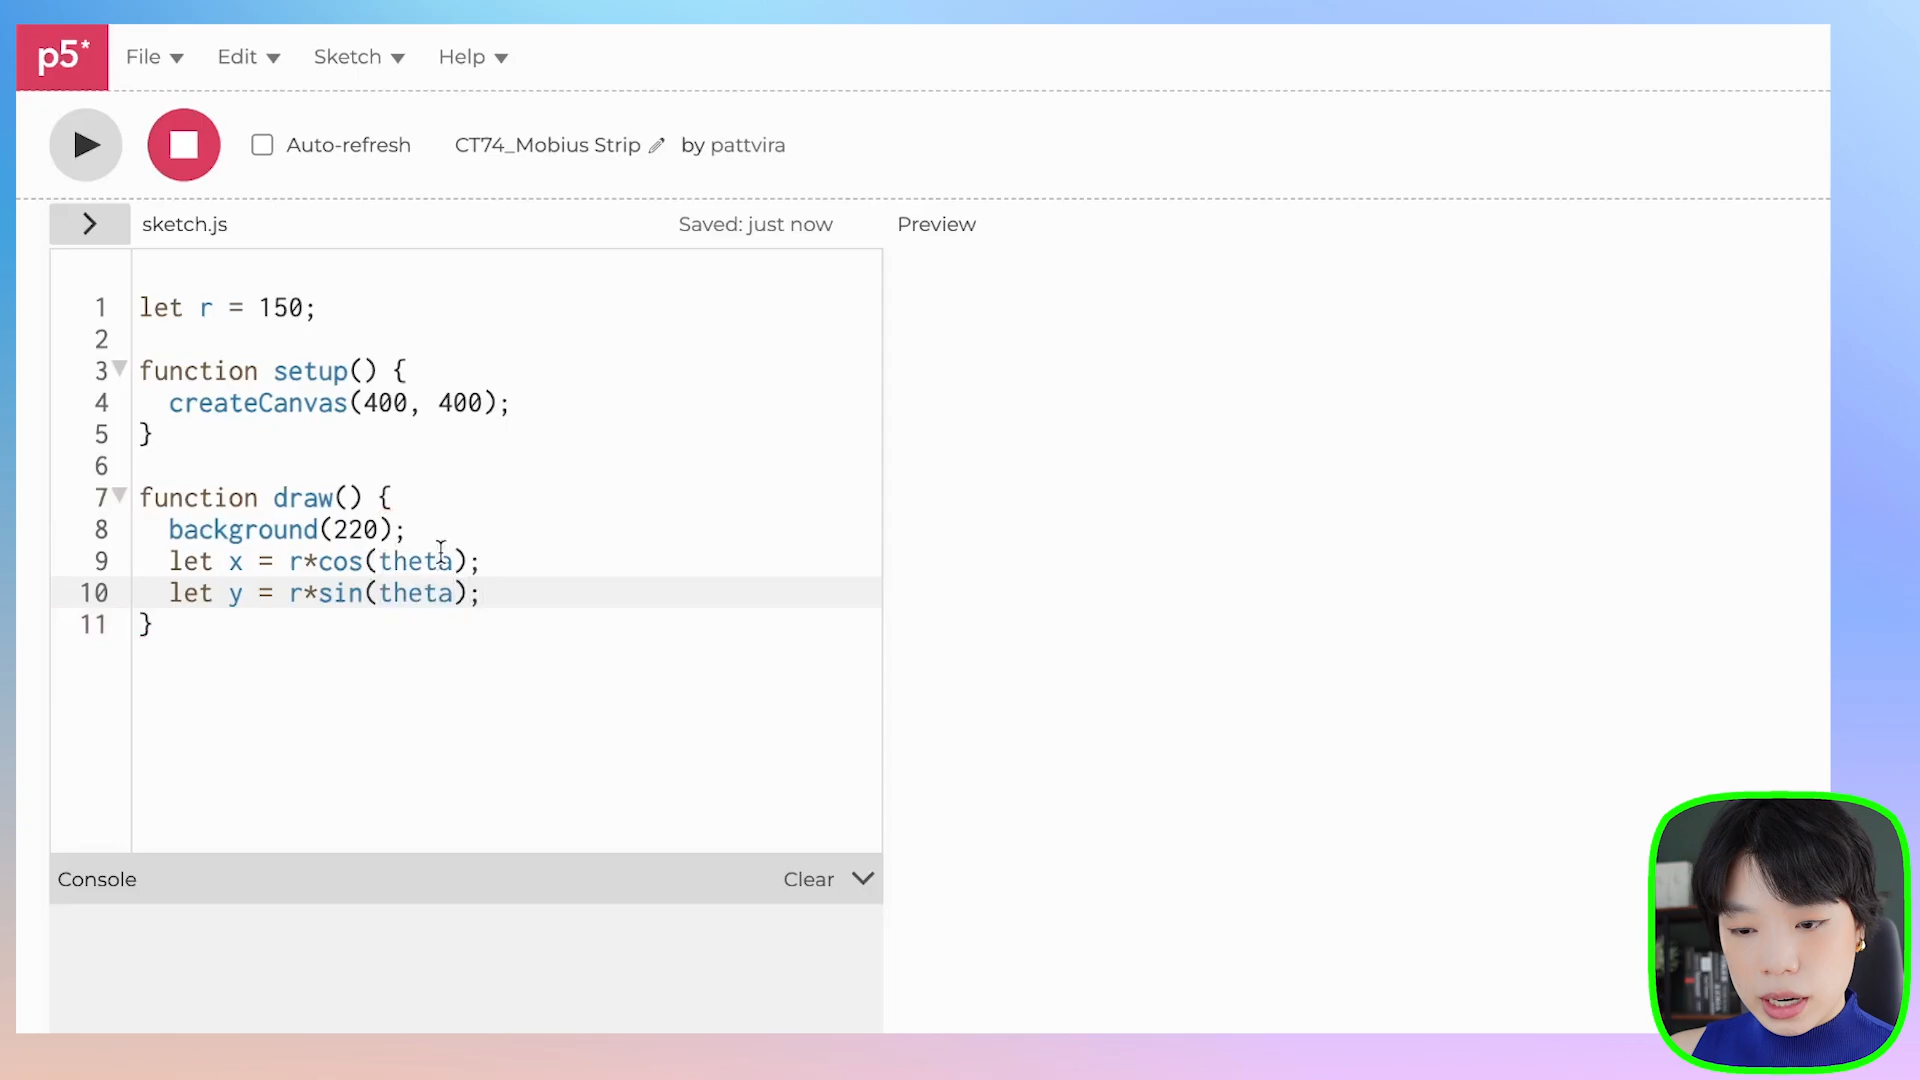 p5* File Edit Sketch Help
Auto-refresh CT74_Mobius Strip by pattvira
sketch.js Saved: just now Preview
1 let r = 150;
2
3 function setup() {
4 createCanvas(400, 400);
5 }
6
7 function draw() {
8 background(220);
9 let x = r*cos(theta);
10 let y = r*sin(theta);
11 }
Console Clear